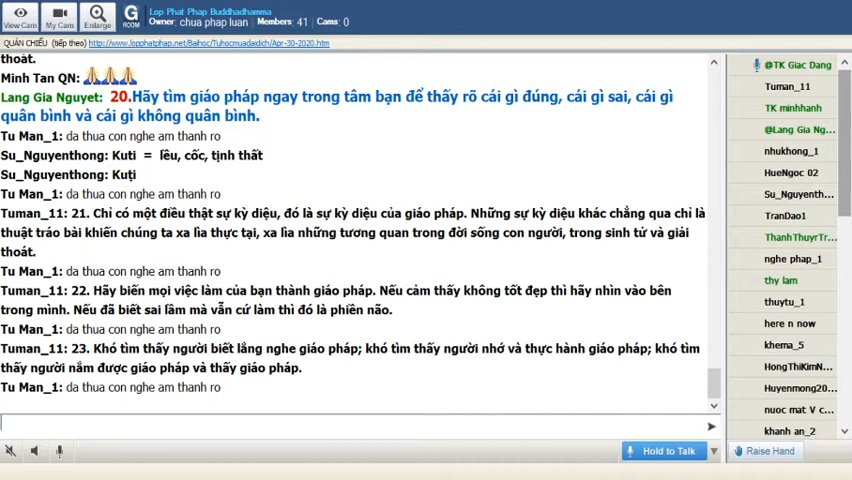 Lop Phat Phap Buddhadhamma
Owner: chua phap luan   Members: 41   Cams: 0
View Cam
My Cam
Enlarge
G
ROOM
QUÁN CHIẾU (tiếp theo) http://www.lopphatphap.net/Baihoc/Tuhocmuadaidich/Apr-30-2020.htm
thoát.
Minh Tan QN:
Lang Gia Nguyet: 20.Hãy tìm giáo pháp ngay trong tâm bạn để thấy rõ cái gì đúng, cái gì sai, cái gì
quân bình và cái gì không quân bình.
Tu Man_1: da thua con nghe am thanh ro
Su_Nguyenthong: Kuti = lều, cốc, tịnh thất
Su_Nguyenthong: Kuṭi
Tu Man_1: da thua con nghe am thanh ro
Tuman_11: 21. Chỉ có một điều thật sự kỳ diệu, đó là sự kỳ diệu của giáo pháp. Những sự kỳ diệu khác chẳng qua chỉ là
thuật tráo bài khiến chúng ta xa lìa thực tại, xa lìa những tương quan trong đời sống con người, trong sinh tử và giải
thoát.
Tu Man_1: da thua con nghe am thanh ro
Tuman_11: 22. Hãy biến mọi việc làm của bạn thành giáo pháp. Nếu cảm thấy không tốt đẹp thì hãy nhìn vào bên
trong mình. Nếu đã biết sai lầm mà vẫn cứ làm thì đó là phiền não.
Tu Man_1: da thua con nghe am thanh ro
Tuman_11: 23. Khó tìm thấy người biết lắng nghe giáo pháp; khó tìm thấy người nhớ và thực hành giáo pháp; khó tìm
thấy người nắm được giáo pháp và thấy giáo pháp.
Tu Man_1: da thua con nghe am thanh ro
Hold to Talk
@TK Giac Dang
Tuman_11
TK minhhanh
@Lang Gia Ng...
nhukhong_1
HueNgoc 02
Su_Nguyenth...
TranDao1
ThanhThuyrTr...
nghe phap_1
thy lam
thuytu_1
here n now
khema_5
HongThiKimN...
Huyenmong20...
nuoc mat V c...
khanh an_2
Raise Hand